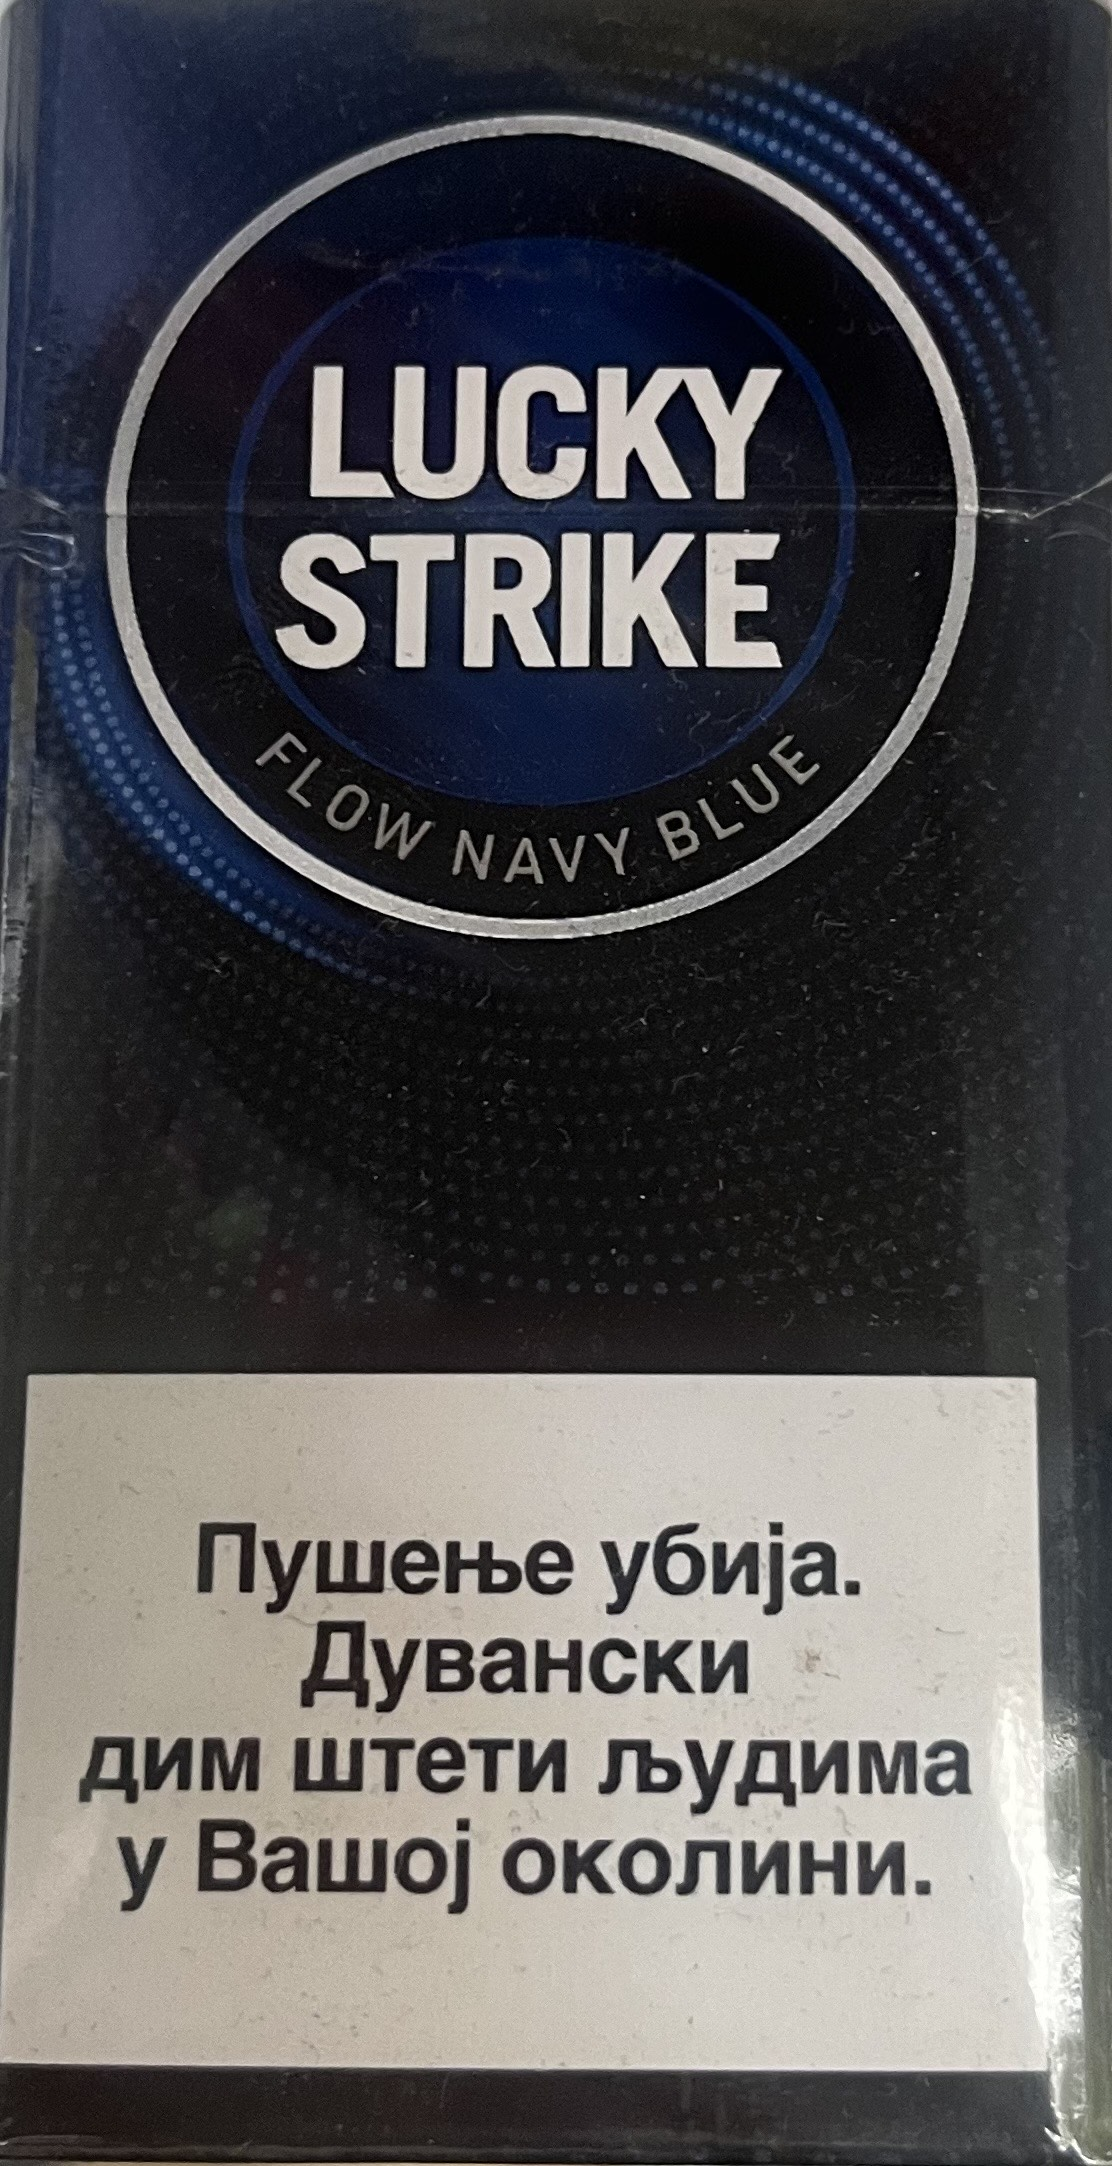 LUCKY
STRIKE
FLOW NAVY BLUE
Пушење убија.
Дувански
дим штети људима
у Вашој околини.